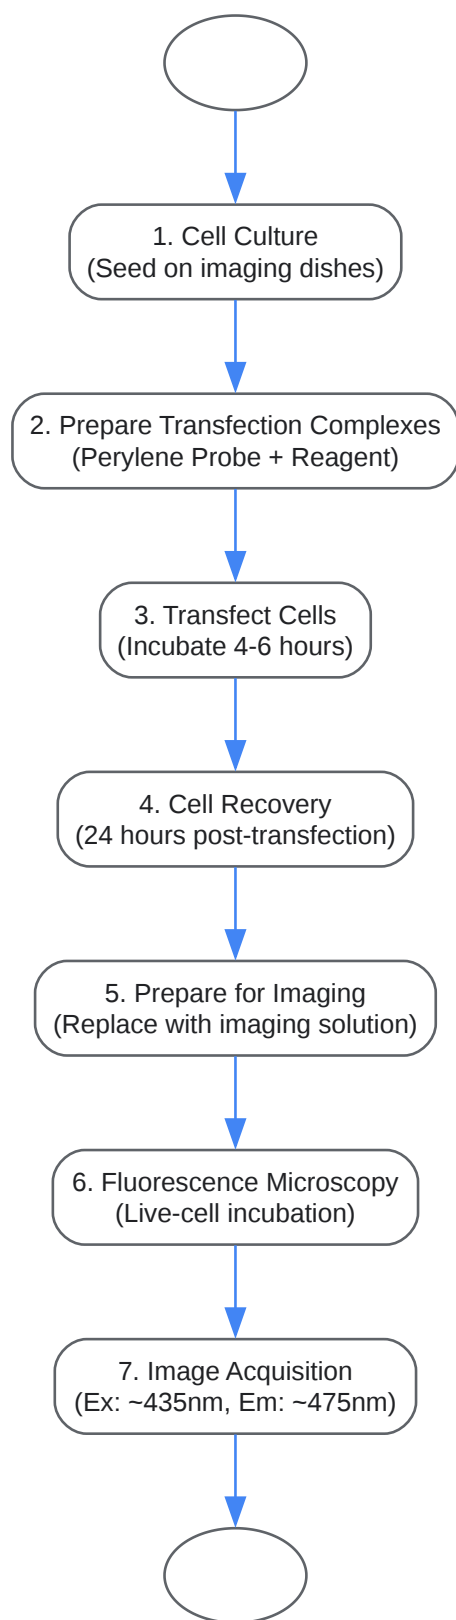 1. Cell Culture
(Seed on imaging dishes)
2. Prepare Transfection Complexes
(Perylene Probe + Reagent)
3. Transfect Cells
(Incubate 4-6 hours)
4. Cell Recovery
(24 hours post-transfection)
5. Prepare for Imaging
(Replace with imaging solution)
6. Fluorescence Microscopy
(Live-cell incubation)
7. Image Acquisition
(Ex: ~435nm, Em: ~475nm)